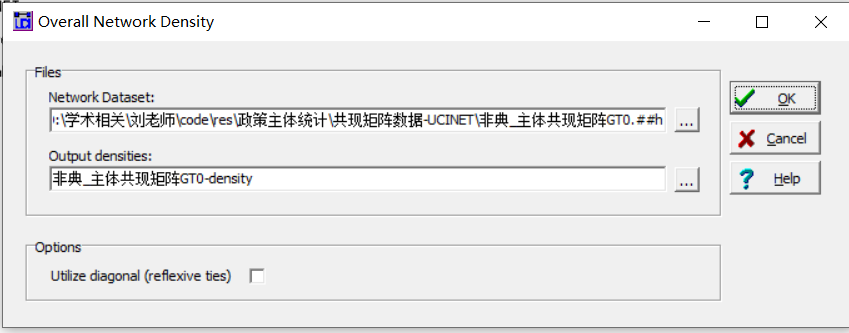 Overall Network Density
Files
Network Dataset:
:\学术相关\刘老师\code\res\政策主体统计\共现矩阵数据-UCINET\非典_主体共现矩阵GT0.##h
...
OK
Cancel
Output densities:
非典_主体共现矩阵GT0-density
...
Help
Options
Utilize diagonal (reflexive ties)